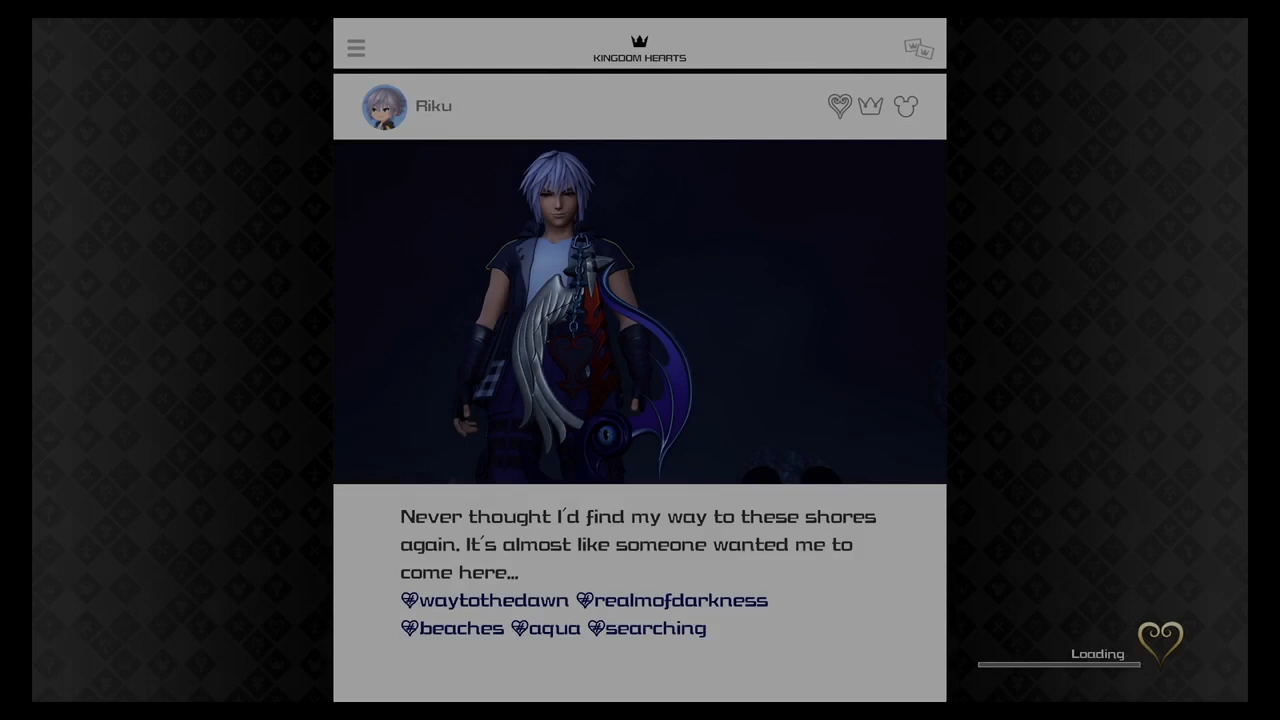 KINGDOM HEARTS
Riku
Never thought I'd find my way to these shores
again. It's almost like someone wanted me to
come here...
#waytothedawn #realmofdarkness
#beaches #aqua #searching
Loading